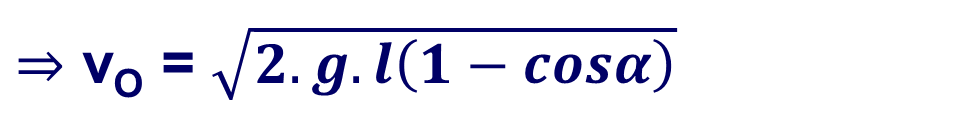 ⇒ vₒ = √2. g. l(1 − cosα)